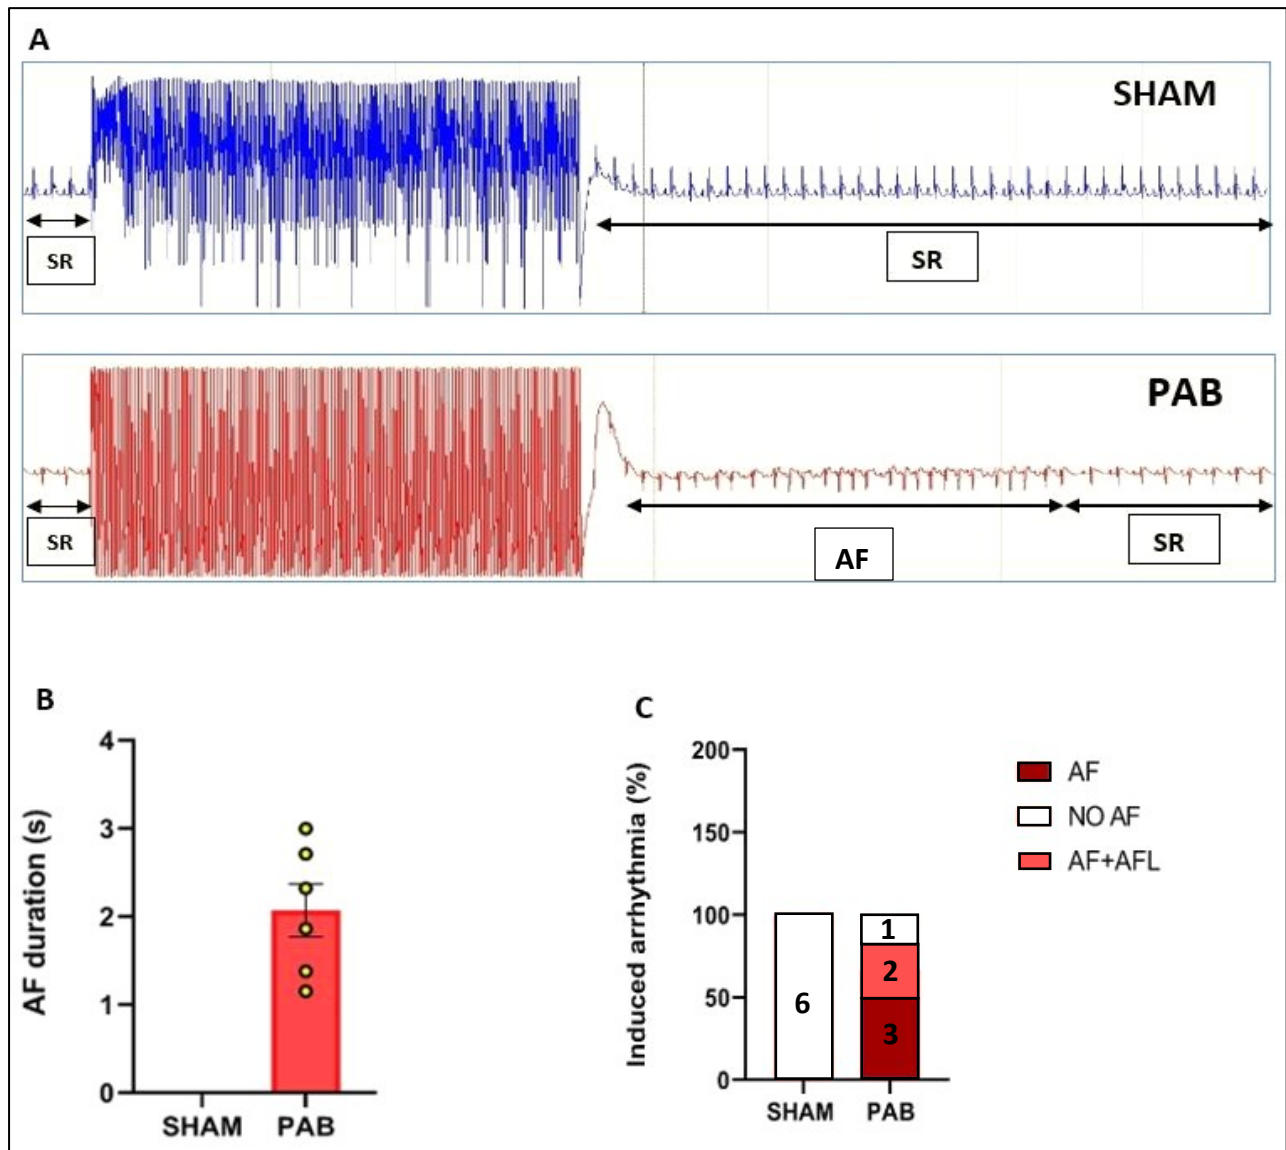 A
SHAM
SR
SR
PAB
SR
AF
SR
B
C
AF duration (s)
4
3
2
1
0
SHAM PAB
Induced arrhythmia (%)
200
150
100
50
0
6
1
2
3
SHAM PAB
AF
NO AF
AF+AFL